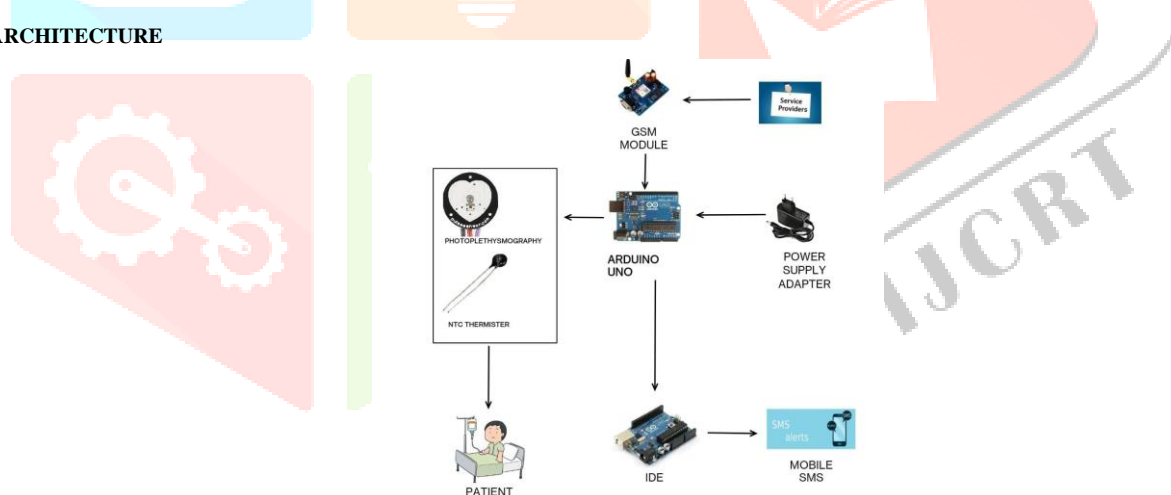 ARCHITECTURE
Service
Providers
GSM
MODULE
PHOTOPLETHYSMOGRAPHY
ARDUINO
UNO
POWER
SUPPLY
ADAPTER
NTC THERMISTER
SMS
alerts
IDE
MOBILE
SMS
PATIENT
IJCRT